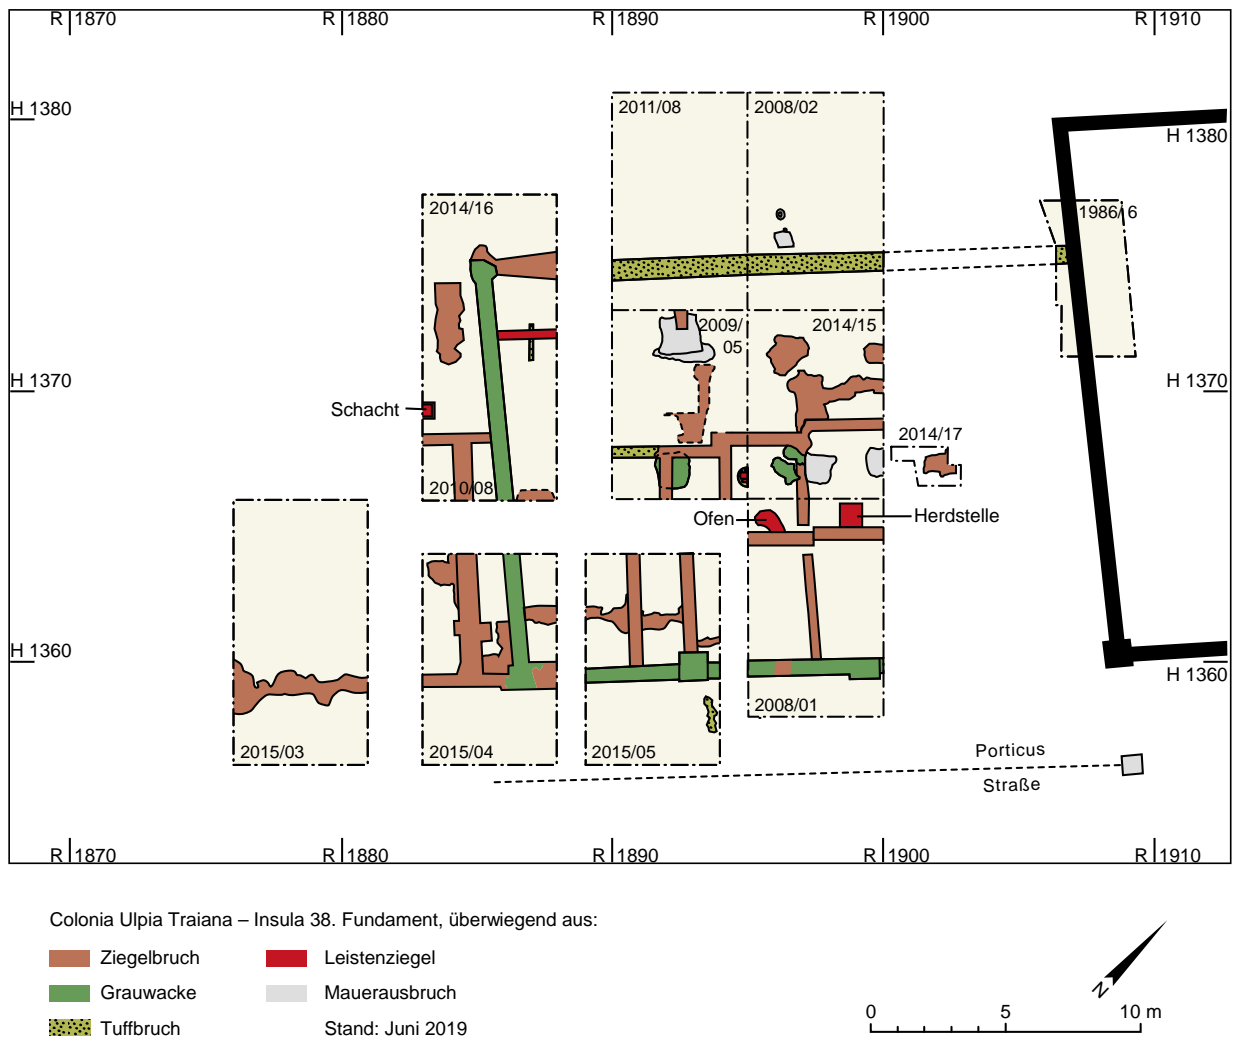 R 1870 R 1880 R 1890 R 1900 R 1910
H 1380
2011/08 2008/02
H 1380
2014/16
1986/ 6
2009/
05
2014/15
H 1370
H 1370
Schacht
2014/17
2010/08
Ofen
Herdstelle
H 1360
H 1360
2008/01
2015/03 2015/04 2015/05
Porticus
Straße
R 1870 R 1880 R 1890 R 1900 R 1910
Colonia Ulpia Traiana – Insula 38. Fundament, überwiegend aus:
Ziegelbruch Leistenziegel
Grauwacke Mauerausbruch
Tuffbruch Stand: Juni 2019
N
0 5 10 m